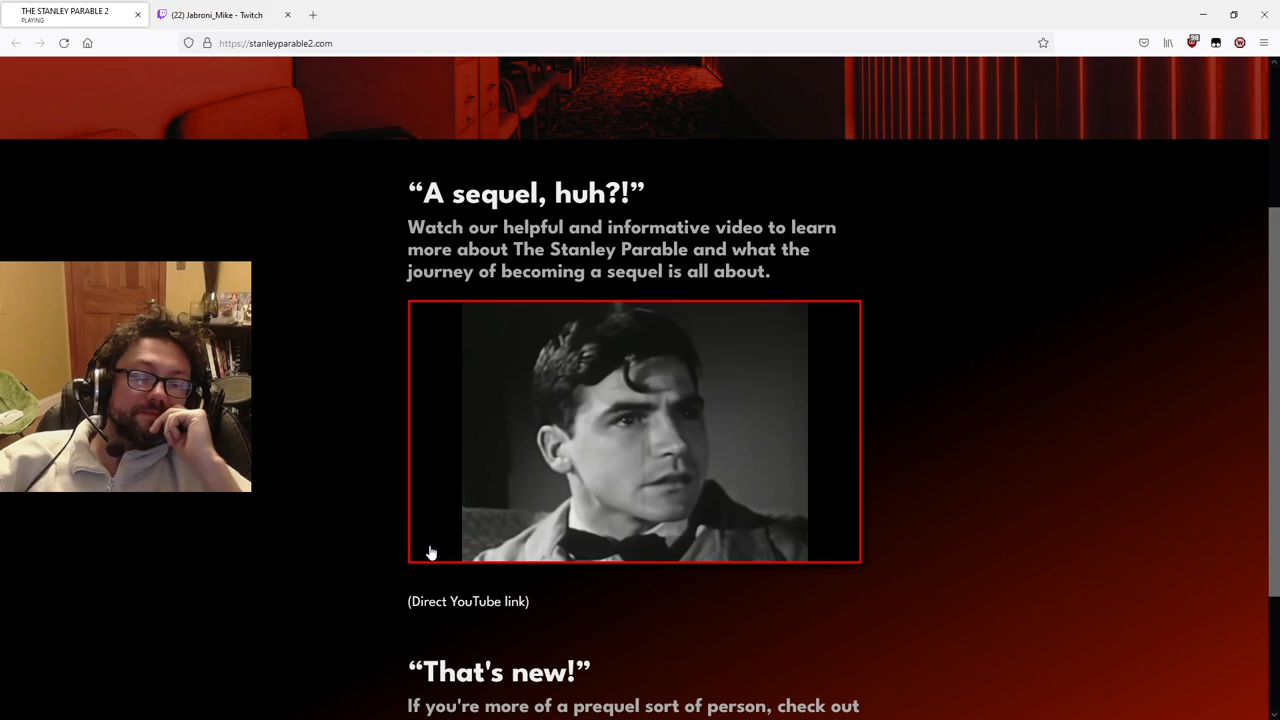 THE STANLEY PARABLE 2
PLAYING
(22) Jabroni_Mike - Twitch
https://stanleyparable2.com
98
“A sequel, huh?!”
Watch our helpful and informative video to learn
more about The Stanley Parable and what the
journey of becoming a sequel is all about.
(Direct YouTube link)
“That's new!”
If you're more of a prequel sort of person, check out